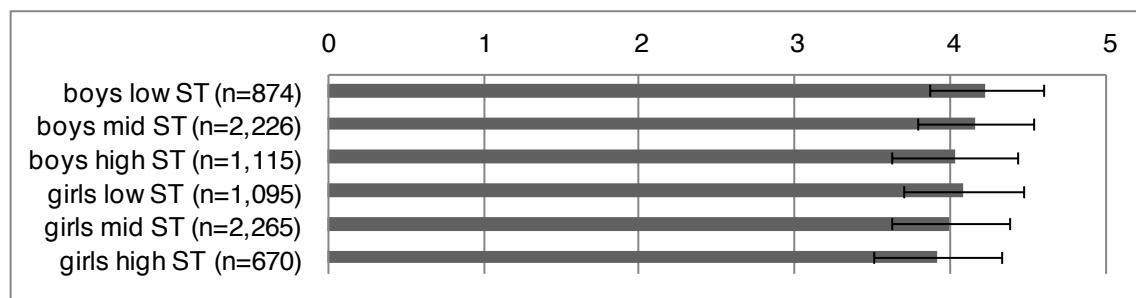 0 1 2 3 4 5
boys low ST (n=874)
boys mid ST (n=2,226)
boys high ST (n=1,115)
girls low ST (n=1,095)
girls mid ST (n=2,265)
girls high ST (n=670)